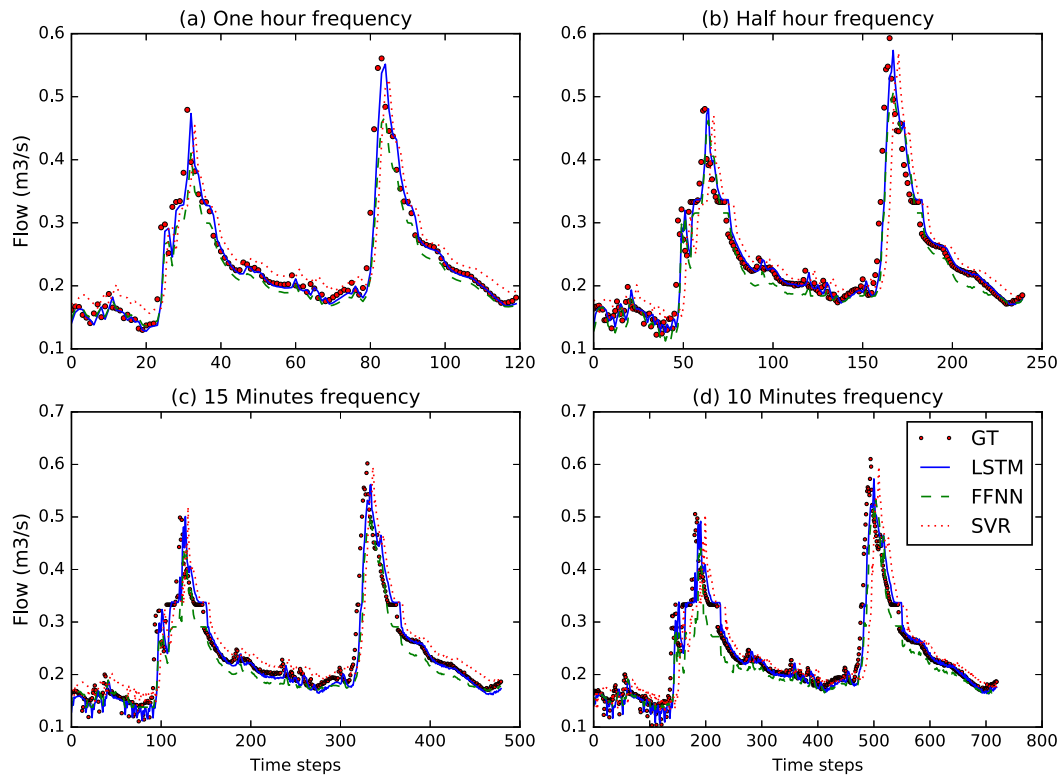 (a) One hour frequency
(b) Half hour frequency
Flow (m3/s)
0.6
0.5
0.4
0.3
0.2
0.1
0 20 40 60 80 100 120
0.6
0.5
0.4
0.3
0.2
0.1
0 50 100 150 200 250
(c) 15 Minutes frequency
(d) 10 Minutes frequency
Flow (m3/s)
0.7
0.6
0.5
0.4
0.3
0.2
0.1
0 100 200 300 400 500
Time steps
0.7
0.6
0.5
0.4
0.3
0.2
0.1
0 100 200 300 400 500 600 700 800
Time steps
GT
LSTM
FFNN
SVR